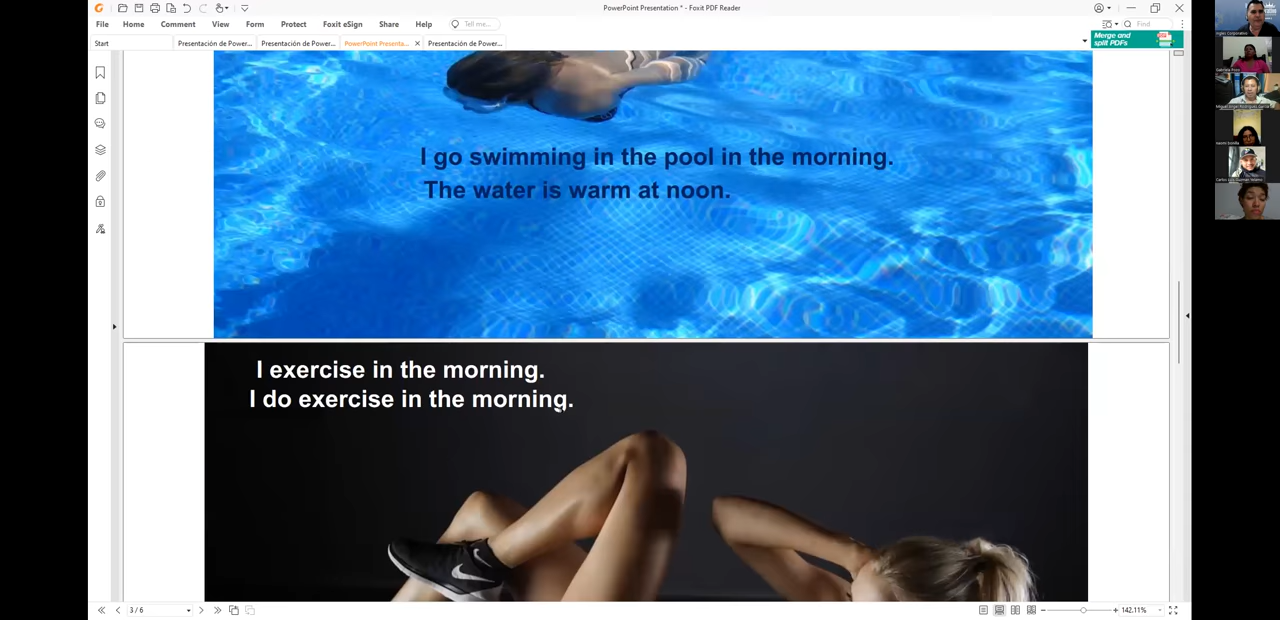 PowerPoint Presentation * - Foxit PDF Reader
File Home Comment View Form Protect Foxit eSign Share Help Tell me... Find
Start Presentación de Power... Presentación de Power... PowerPoint Presenta... Presentación de Power...
Merge and
split PDFs
I go swimming in the pool in the morning.
The water is warm at noon.
I exercise in the morning.
I do exercise in the morning.
3 / 6
142.11%